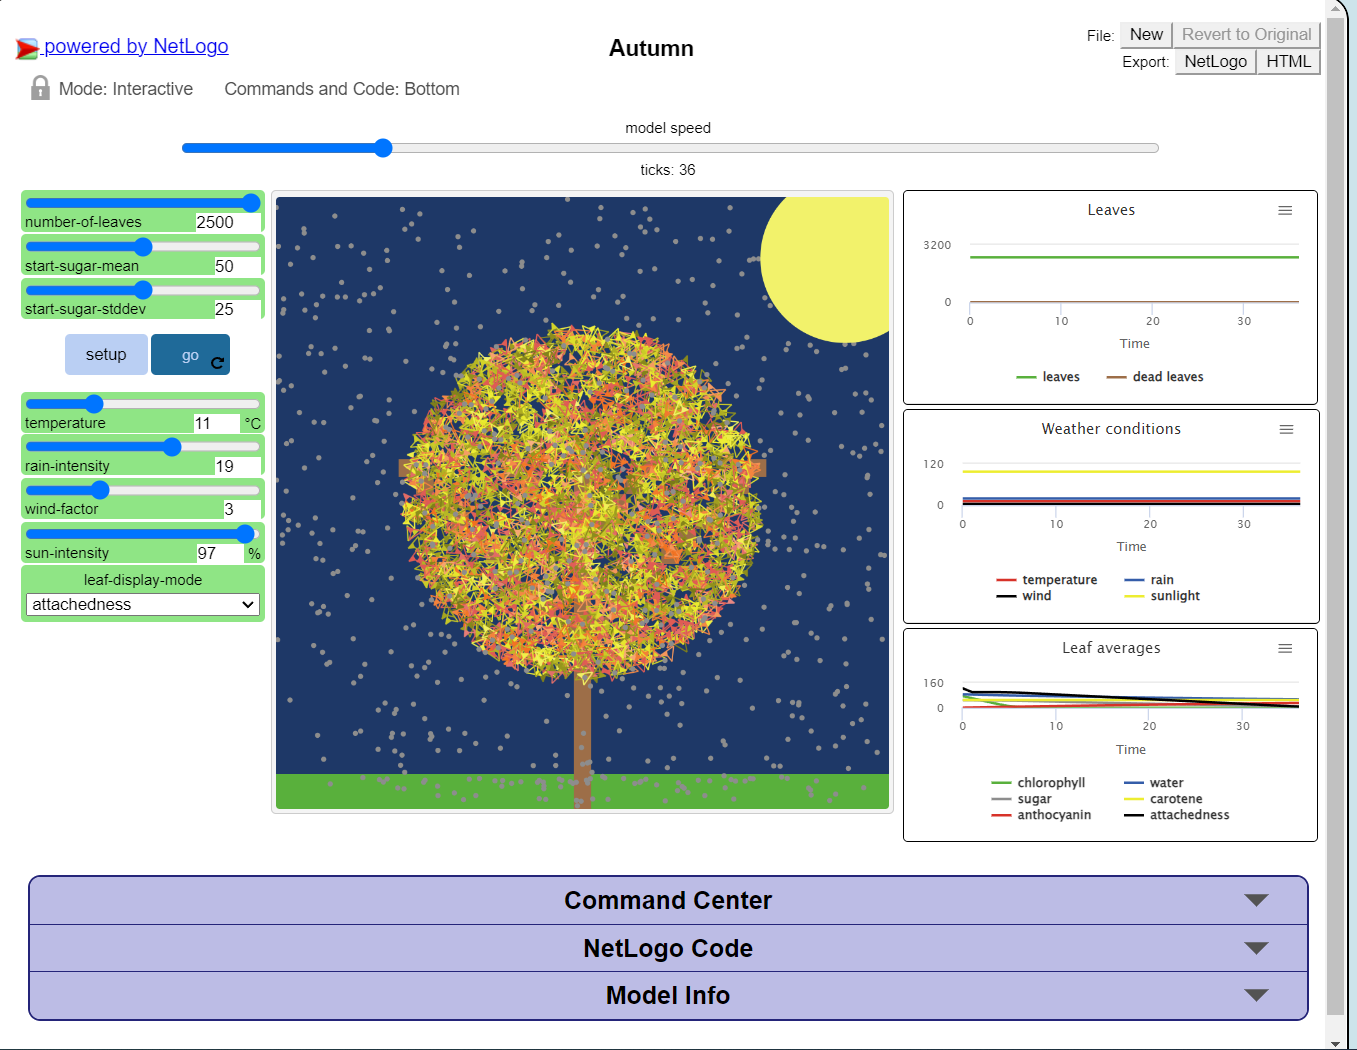 powered by NetLogo
Autumn
File: New Revert to Original
Export: NetLogo HTML
Mode: Interactive Commands and Code: Bottom
model speed
ticks: 36
number-of-leaves 2500
start-sugar-mean 50
start-sugar-stddev 25
setup go
temperature 11 °C
rain-intensity 19
wind-factor 3
sun-intensity 97 %
leaf-display-mode
attachedness
Leaves
3200
0
0 10 20 30
Time
leaves dead leaves
Weather conditions
120
0
0 10 20 30
Time
temperature rain
wind sunlight
Leaf averages
160
0
0 10 20 30
Time
chlorophyll water
sugar carotene
anthocyanin attachedness
Command Center
NetLogo Code
Model Info